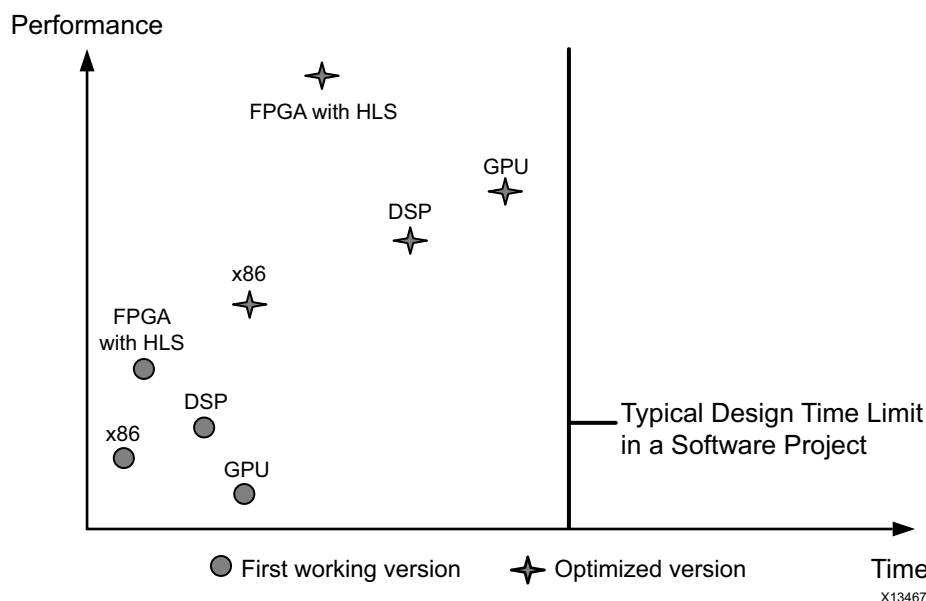 Performance
FPGA with HLS
GPU
DSP
x86
FPGA
with HLS
DSP
x86
GPU
Typical Design Time Limit
in a Software Project
First working version
Optimized version
Time
X13467